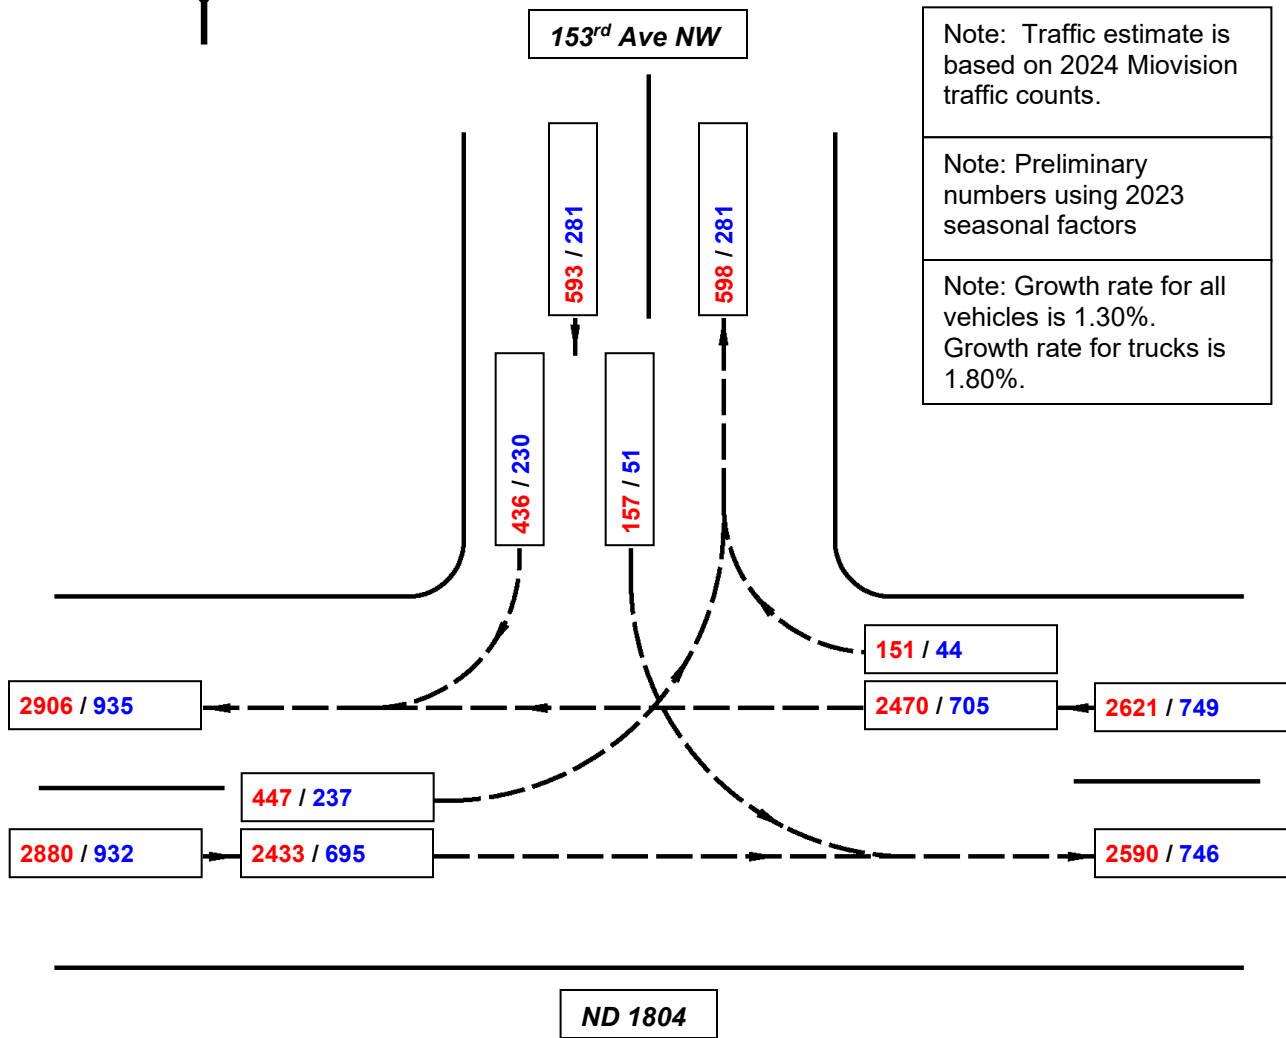 153rd Ave NW
Note: Traffic estimate is
based on 2024 Miovision
traffic counts.
Note: Preliminary
numbers using 2023
seasonal factors
Note: Growth rate for all
vehicles is 1.30%.
Growth rate for trucks is
1.80%.
593 / 281
598 / 281
436 / 230
157 / 51
151 / 44
2906 / 935
2470 / 705
2621 / 749
447 / 237
2880 / 932
2433 / 695
2590 / 746
ND 1804